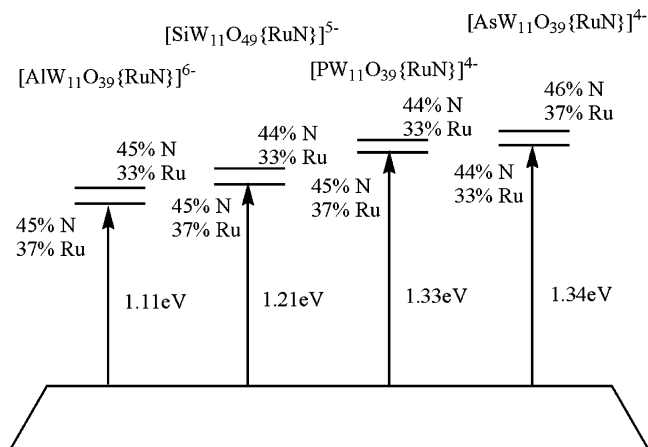 [SiW₁₁O₄₉{RuN}]⁵⁻
[AsW₁₁O₃₉{RuN}]⁴⁻
[AlW₁₁O₃₉{RuN}]⁶⁻
[PW₁₁O₃₉{RuN}]⁴⁻
45% N
33% Ru
45% N
37% Ru
44% N
33% Ru
45% N
37% Ru
44% N
33% Ru
45% N
37% Ru
46% N
37% Ru
44% N
33% Ru
1.11eV
1.21eV
1.33eV
1.34eV